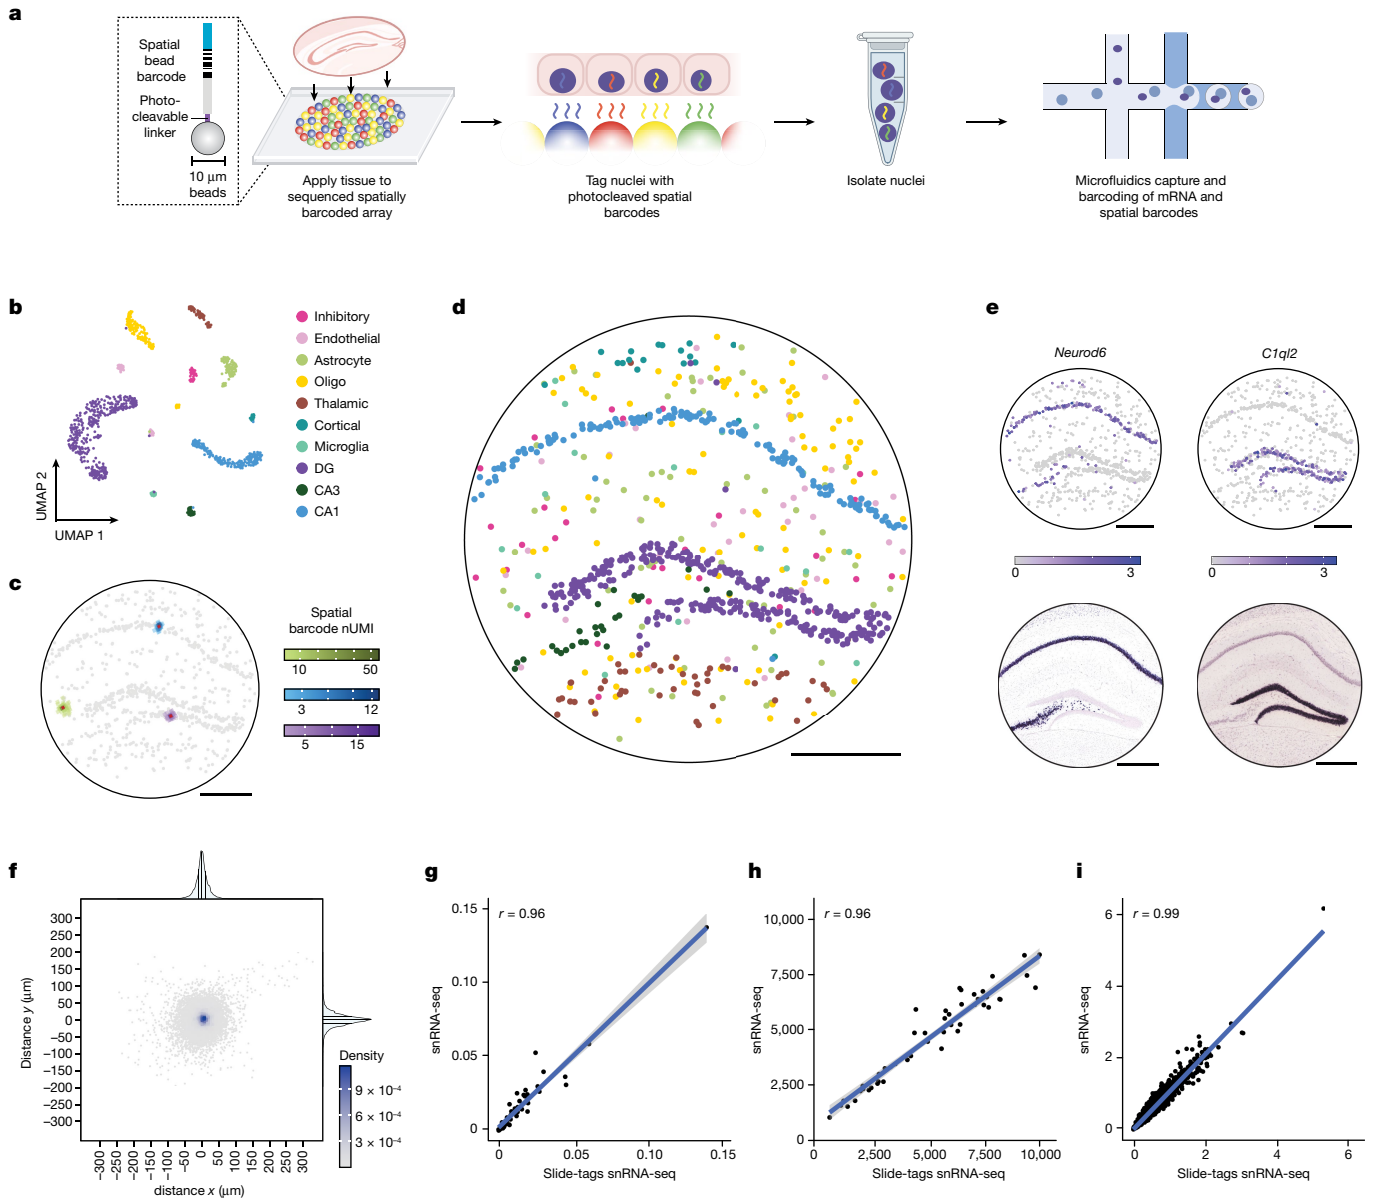 a
Spatial
bead
barcode
Photo-
cleavable
linker
10 µm
beads
Apply tissue to
sequenced spatially
barcoded array
Tag nuclei with
photocleaved spatial
barcodes
Isolate nuclei
Microfluidics capture and
barcoding of mRNA and
spatial barcodes
b
UMAP 2
UMAP 1
Inhibitory
Endothelial
Astrocyte
Oligo
Thalamic
Cortical
Microglia
DG
CA3
CA1
c
Spatial
barcode nUMI
10 50
3 12
5 15
d
e
Neurod6 C1ql2
0 3 0 3
f
Distance y (µm)
300
250
200
150
100
50
0
−50
−100
−150
−200
−250
−300
−300 −250 −200 −150 −100 −50 0 50 100 150 200 250 300
distance x (µm)
Density
9 × 10⁻⁴
6 × 10⁻⁴
3 × 10⁻⁴
g
r = 0.96
snRNA-seq
0.15
0.10
0.05
0
0 0.05 0.10 0.15
Slide-tags snRNA-seq
h
r = 0.96
snRNA-seq
10,000
7,500
5,000
2,500
0
0 2,500 5,000 7,500 10,000
Slide-tags snRNA-seq
i
r = 0.99
snRNA-seq
6
4
2
0
0 2 4 6
Slide-tags snRNA-seq